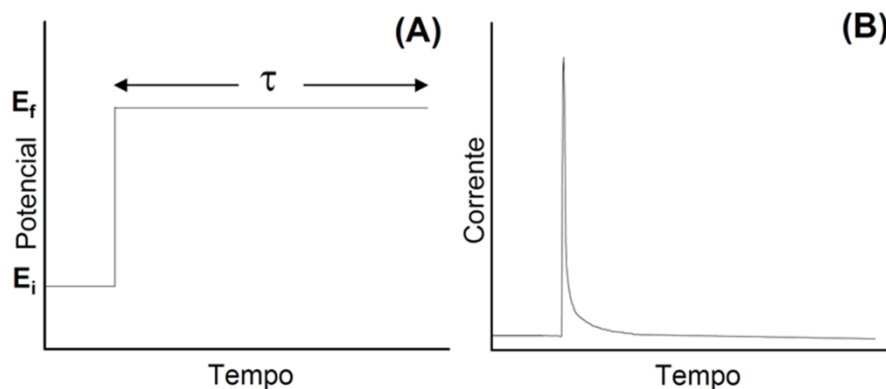 (A)
τ
E_f
Potencial
E_i
Tempo
(B)
Corrente
Tempo